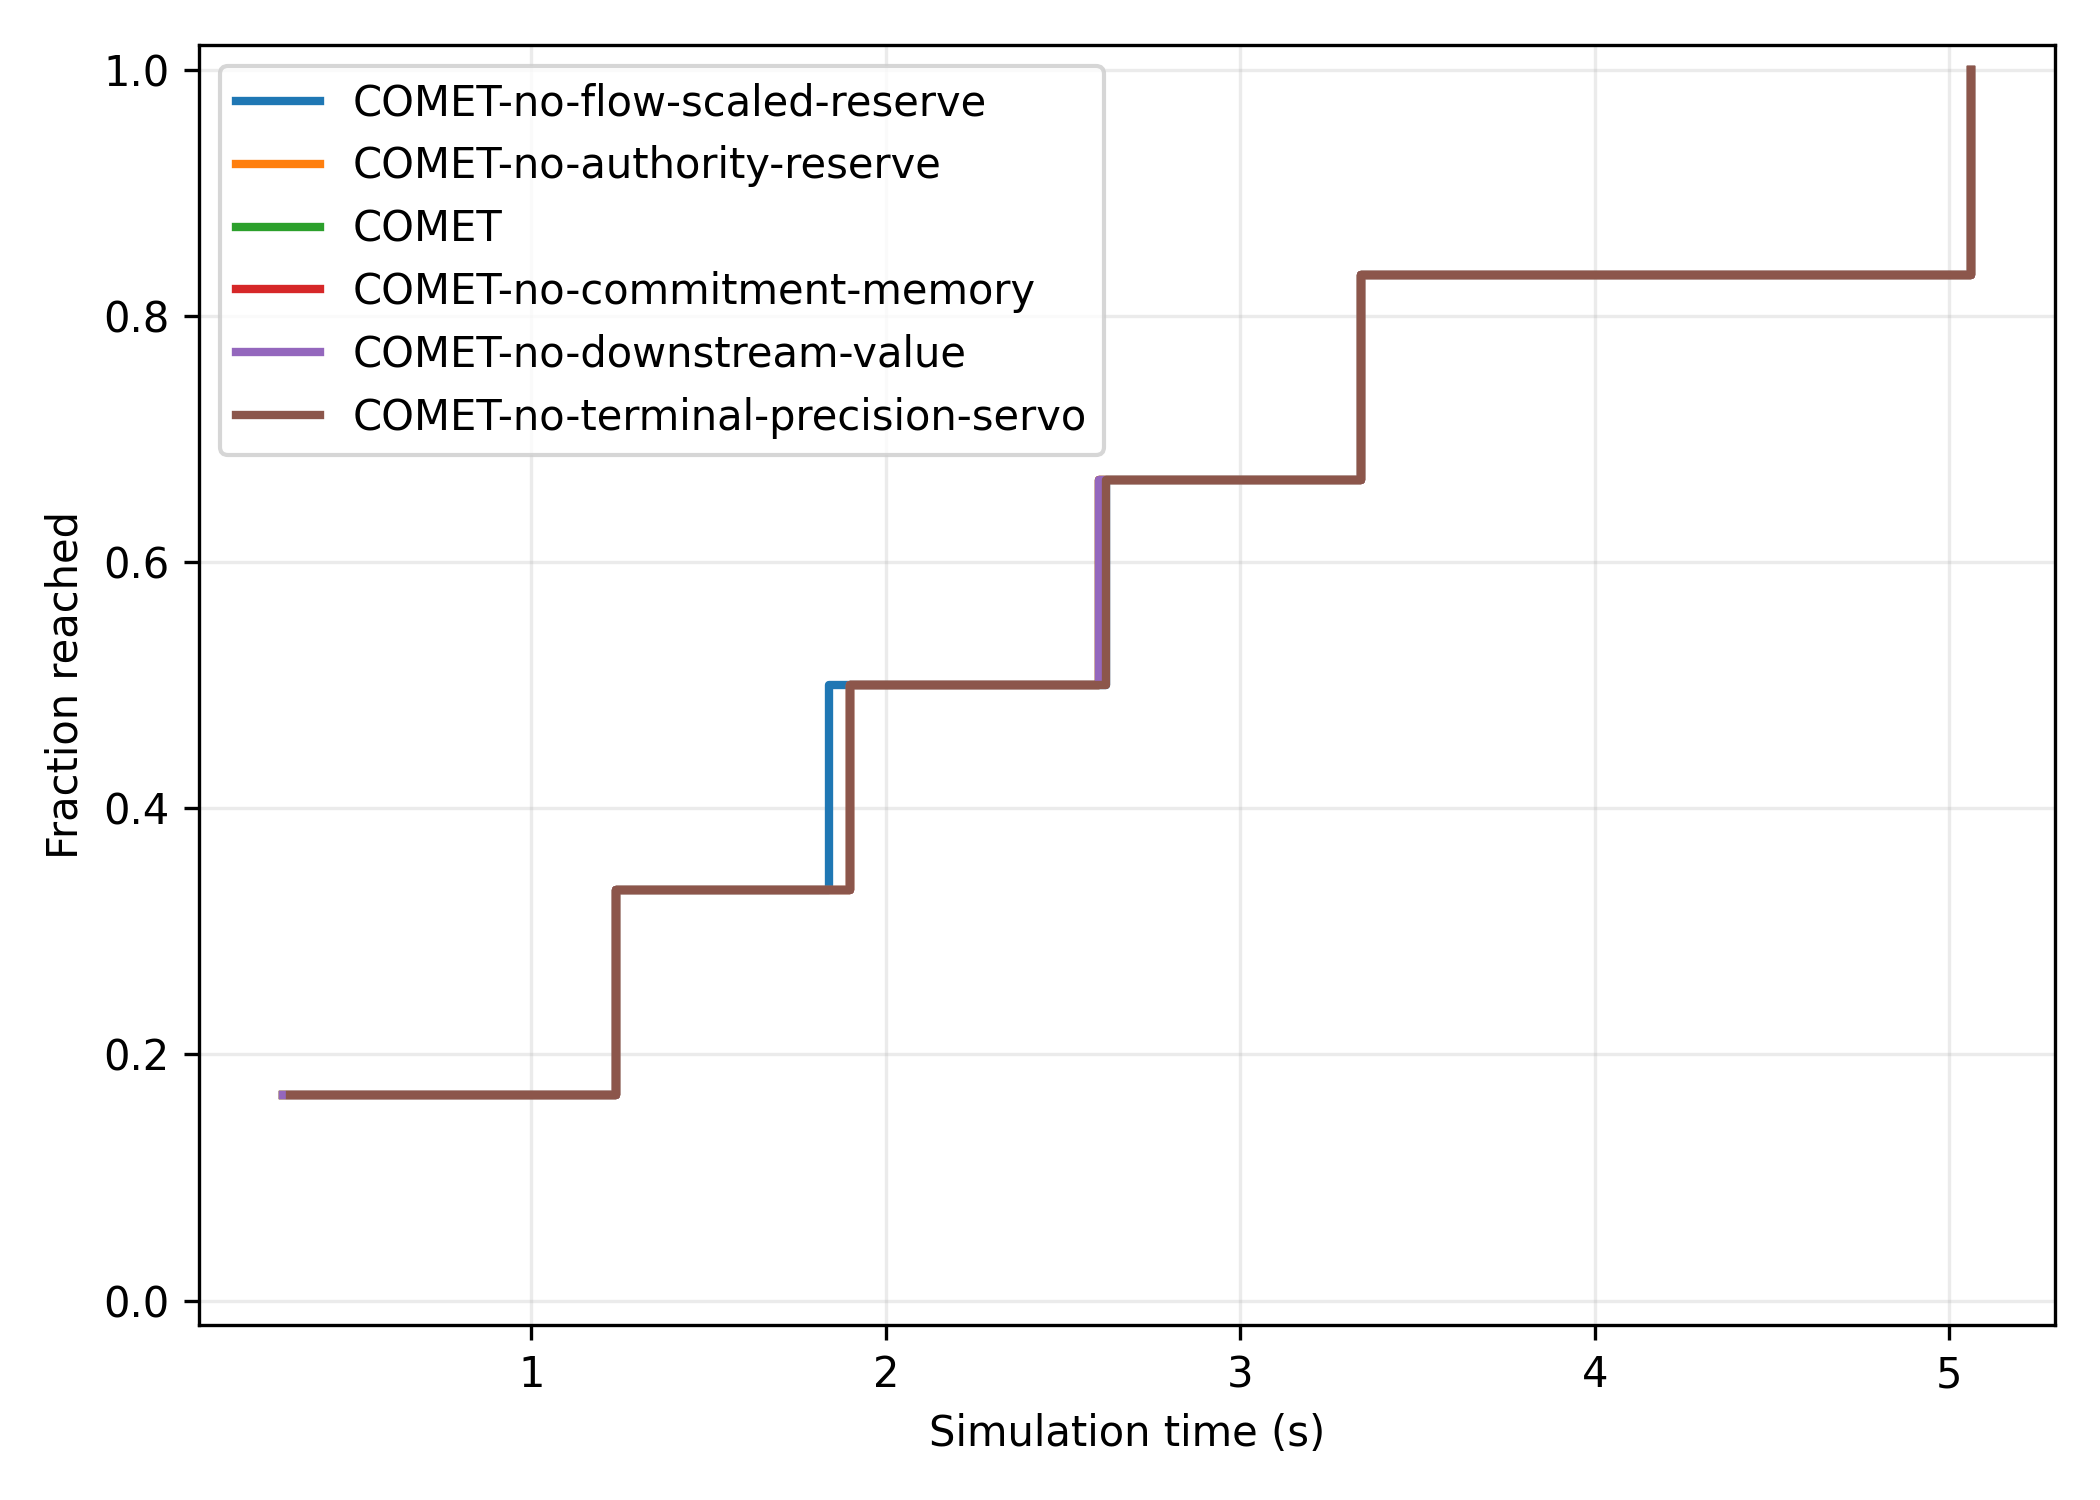 COMET-no-flow-scaled-reserve
COMET-no-authority-reserve
COMET
COMET-no-commitment-memory
COMET-no-downstream-value
COMET-no-terminal-precision-servo
Fraction reached
1.0
0.8
0.6
0.4
0.2
0.0
1 2 3 4 5
Simulation time (s)